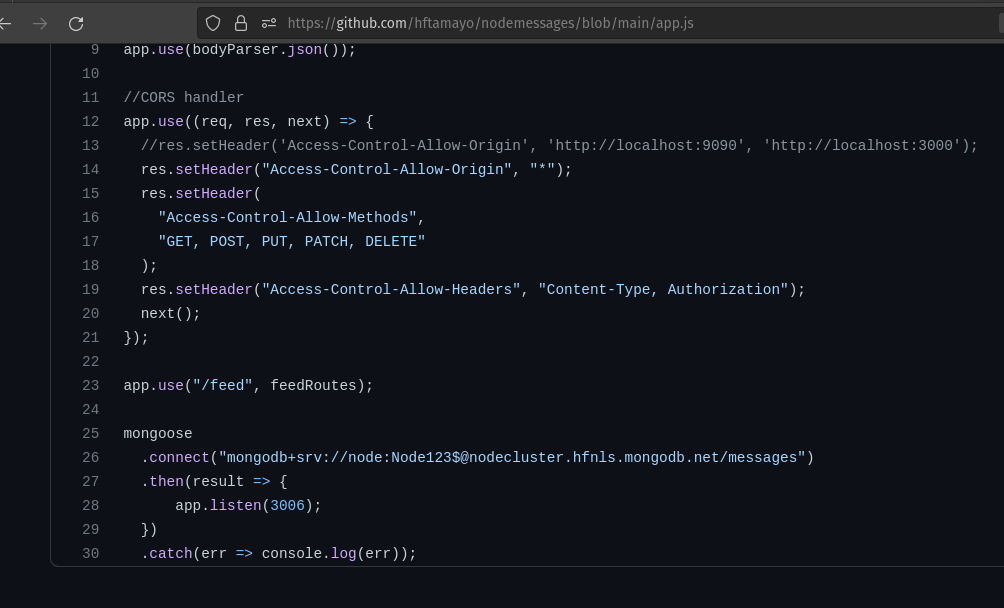 https://github.com/hftamayo/nodemessages/blob/main/app.js
9 app.use(bodyParser.json());
10
11 //CORS handler
12 app.use((req, res, next) => {
13 //res.setHeader('Access-Control-Allow-Origin', 'http://localhost:9090', 'http://localhost:3000');
14 res.setHeader("Access-Control-Allow-Origin", "*");
15 res.setHeader(
16 "Access-Control-Allow-Methods",
17 "GET, POST, PUT, PATCH, DELETE"
18 );
19 res.setHeader("Access-Control-Allow-Headers", "Content-Type, Authorization");
20 next();
21 });
22
23 app.use("/feed", feedRoutes);
24
25 mongoose
26 .connect("mongodb+srv://node:Node123$@nodecluster.hfnls.mongodb.net/messages")
27 .then(result => {
28 app.listen(3006);
29 })
30 .catch(err => console.log(err));